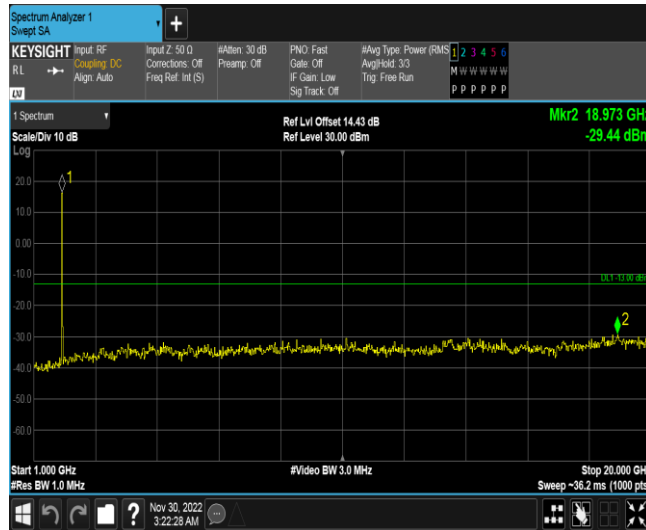 Spectrum Analyzer 1
Swept SA
+
KEYSIGHT
RL
LXI
Input: RF
Coupling: DC
Align: Auto
Input Z: 50 Ω
Corrections: Off
Freq Ref: Int (S)
#Atten: 30 dB
Preamp: Off
PNO: Fast
Gate: Off
IF Gain: Low
Sig Track: Off
#Avg Type: Power (RMS
Avg|Hold: 3/3
Trig: Free Run
1 2 3 4 5 6
M W W W W W
P P P P P P
1 Spectrum
Scale/Div 10 dB
Log
Ref Lvl Offset 14.43 dB
Ref Level 30.00 dBm
Mkr2 18.973 GHz
-29.44 dBm
1
20.0
10.0
0.00
-10.0
DL1 -13.00 dBm
-20.0
2
-30.0
-40.0
-50.0
-60.0
Start 1.000 GHz
#Video BW 3.0 MHz
Stop 20.000 GHz
#Res BW 1.0 MHz
Sweep ~36.2 ms (1000 pts)
?
Nov 30, 2022
3:22:28 AM